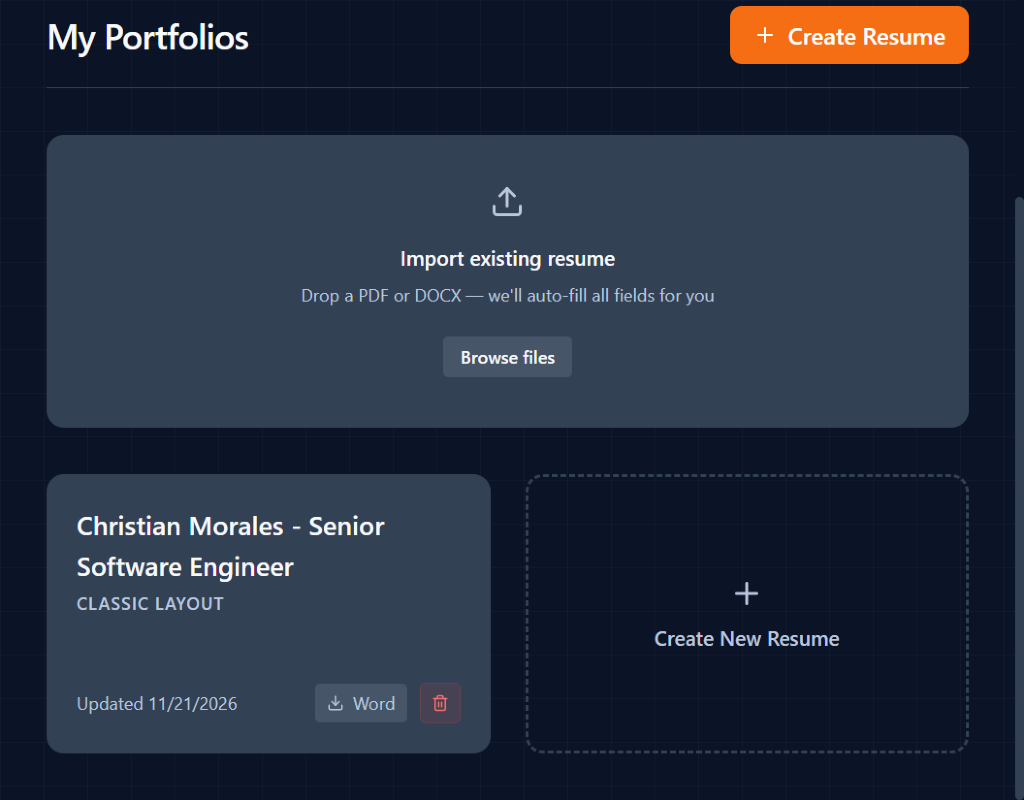 My Portfolios
Create Resume
Import existing resume
Drop a PDF or DOCX — we'll auto-fill all fields for you
Browse files
Christian Morales - Senior
Software Engineer
CLASSIC LAYOUT
Updated 11/21/2026
Word
Create New Resume